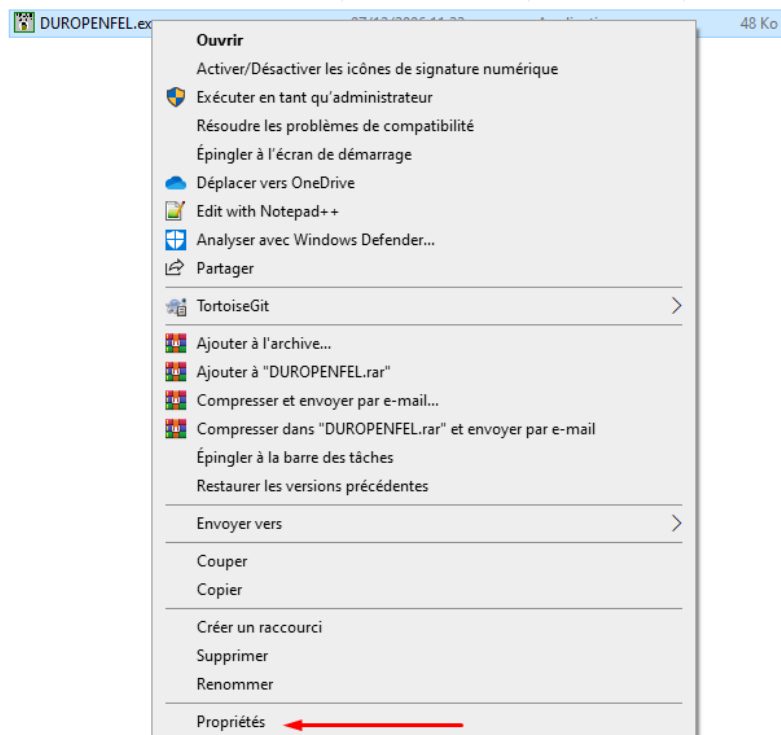 DUROPENFEL.ex 48 Ko
Ouvrir
Activer/Désactiver les icônes de signature numérique
Exécuter en tant qu'administrateur
Résoudre les problèmes de compatibilité
Épingler à l'écran de démarrage
Déplacer vers OneDrive
Edit with Notepad++
Analyser avec Windows Defender...
Partager
TortoiseGit
Ajouter à l'archive...
Ajouter à "DUROPENFEL.rar"
Compresser et envoyer par e-mail...
Compresser dans "DUROPENFEL.rar" et envoyer par e-mail
Épingler à la barre des tâches
Restaurer les versions précédentes
Envoyer vers
Couper
Copier
Créer un raccourci
Supprimer
Renommer
Propriétés